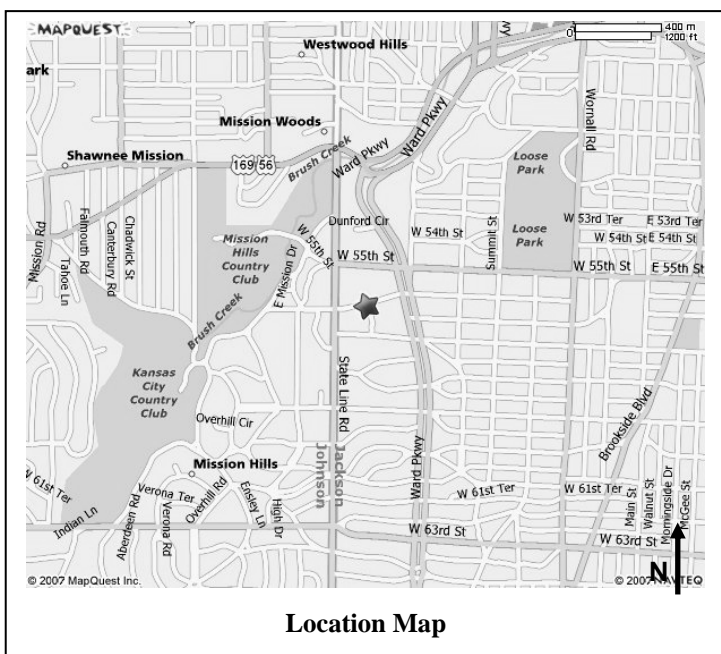 MAPQUEST
400 m
0
1200 ft
Westwood Hills
ark
Mission Woods
Shawnee Mission
169 56
Brush Creek
Ward Pkwy
Ward Pkwy
Wornall Rd
Loose
Park
Loose
Park
Mission Rd
Falmouth Rd
Tahoe Ln
Canterbury Rd
Chadwick St
Dunford Cir
W 54th St
Summit St
W 53rd Ter
E 53rd Ter
W 54th St
E 54th St
W 55th St
W 55th St
W 55th St
E 55th St
Mission
Hills
Country
Club
E Mission Dr
Brush Creek
Kansas
City
Country
Club
State Line Rd
Overhill Cir
Jackson
Johnson
Ward Pkwy
Brookside Blvd
Mission Hills
W 61st Ter
Verona Ter
Indian Ln
Aberdeen Rd
Verona Rd
Overhill Rd
Ensley Ln
High Dr
W 61st Ter
W 61st Ter
Main St
Walnut St
Morningside Dr
McGee St
W 63rd St
W 63rd St
N
© 2007 MapQuest Inc.
© 2007 NAVTEQ
Location Map